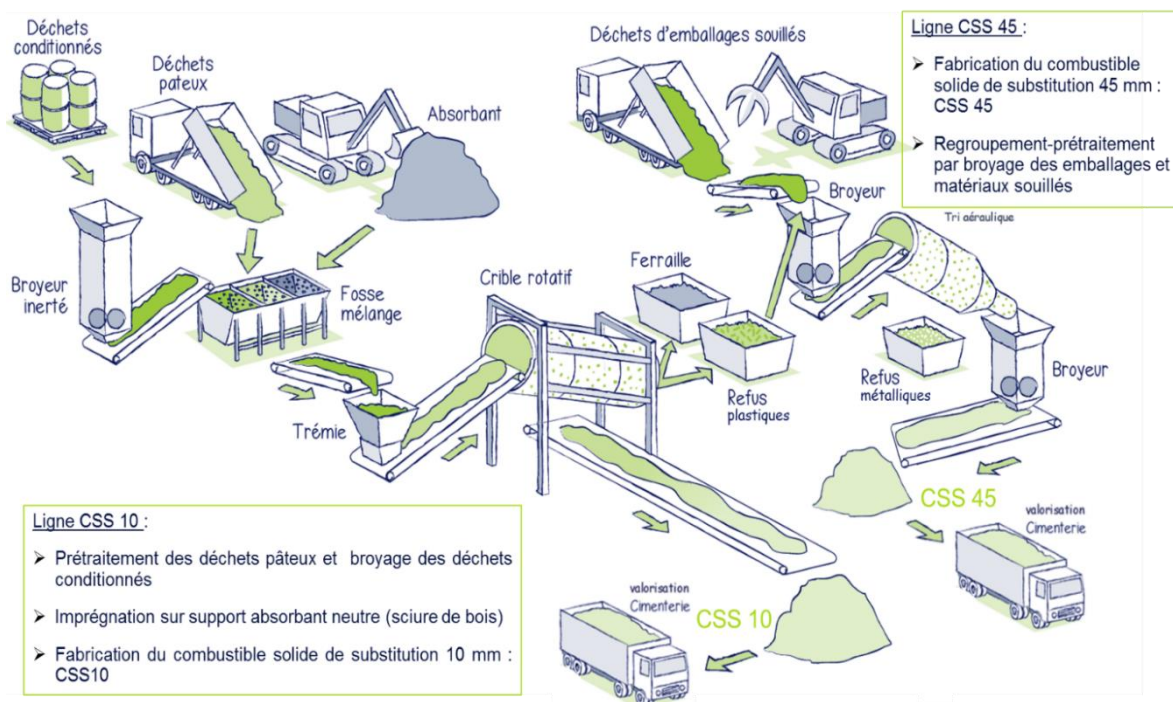 Déchets
conditionnés
Déchets
pateux
Absorbant
Déchets d'emballages souillés
Ligne CSS 45 :
➢ Fabrication du combustible
solide de substitution 45 mm :
CSS 45
➢ Regroupement-prétraitement
par broyage des emballages et
matériaux souillés
Broyeur
Tri aéraulique
Broyeur
inerté
Fosse
mélange
Crible rotatif
Ferraille
Refus
plastiques
Refus
métalliques
Broyeur
Trémie
CSS 45
valorisation
Cimenterie
Ligne CSS 10 :
➢ Prétraitement des déchets pâteux et broyage des déchets
conditionnés
➢ Imprégnation sur support absorbant neutre (sciure de bois)
➢ Fabrication du combustible solide de substitution 10 mm :
CSS10
valorisation
Cimenterie
CSS 10